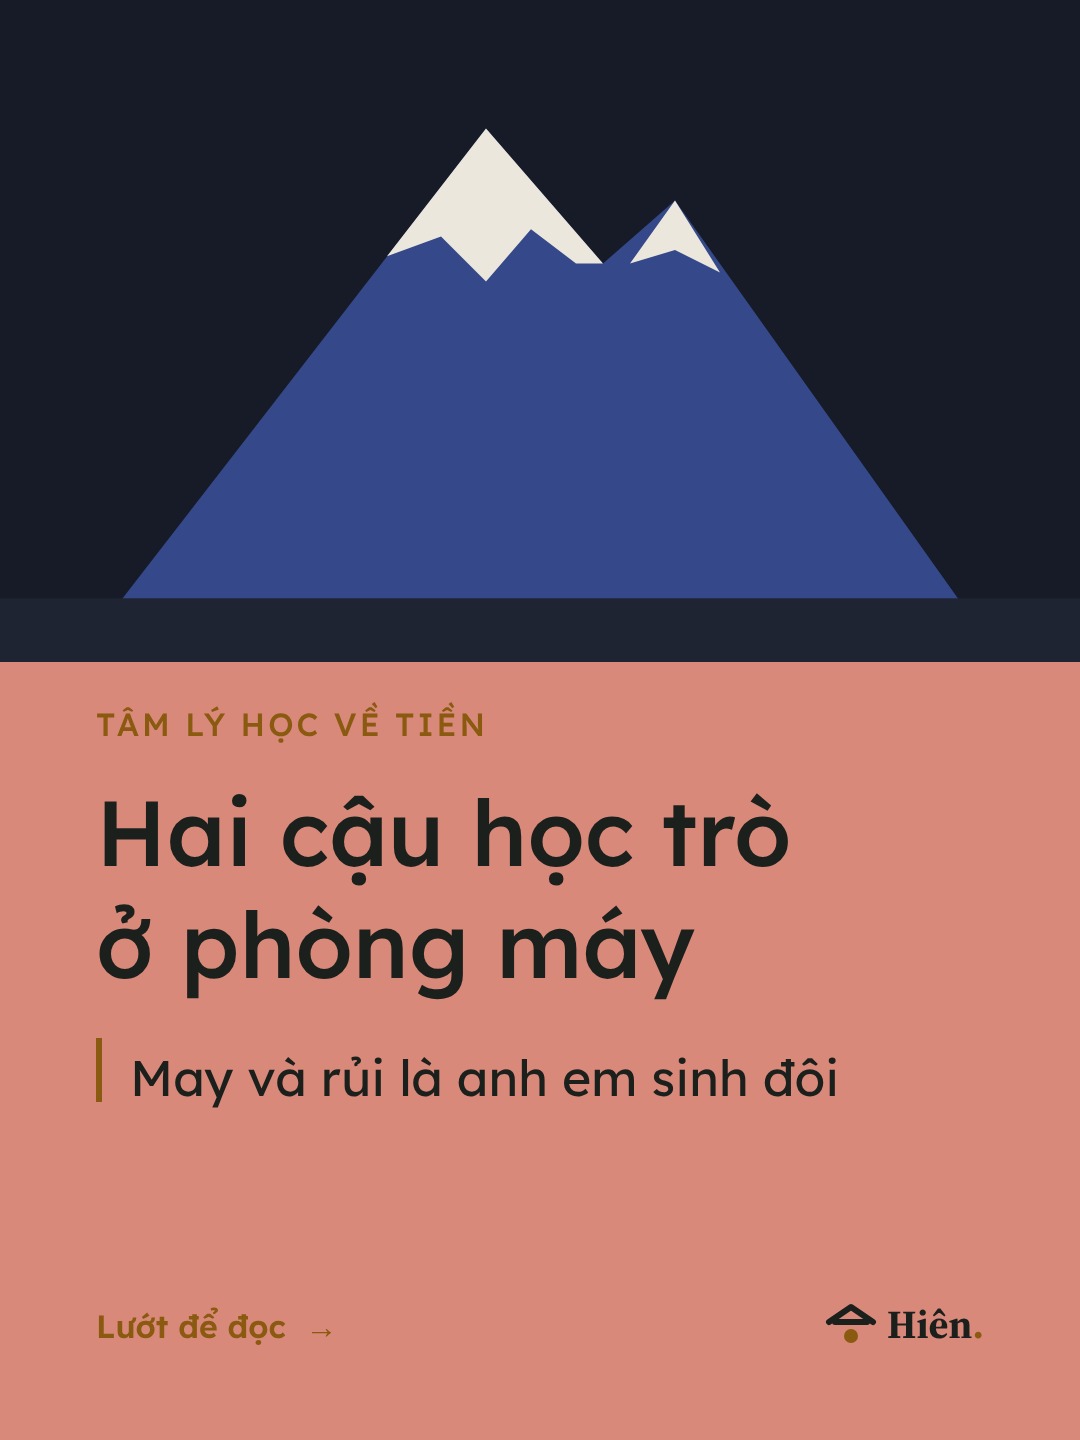 TÂM LÝ HỌC VỀ TIỀN
Hai cậu học trò
ở phòng máy
May và rủi là anh em sinh đôi
Lướt để đọc →
Hiên.